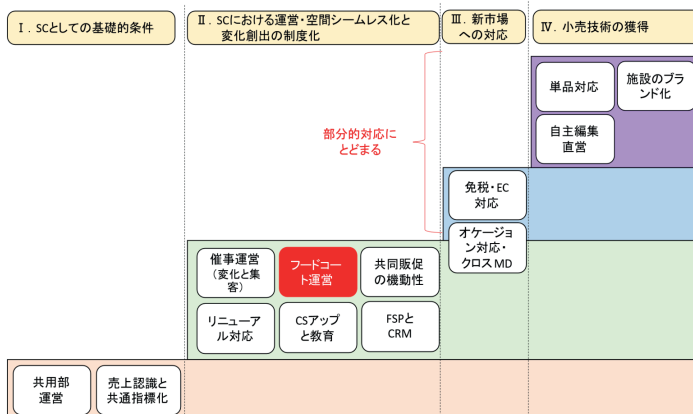 Ⅰ．SCとしての基礎的条件
Ⅱ．SCにおける運営・空間シームレス化と
変化創出の制度化
Ⅲ．新市場
への対応
Ⅳ．小売技術の獲得
単品対応
施設のブラ
ンド化
自主編集
直営
部分的対応に
とどまる
免税・EC
対応
オケージョ
ン対応・
クロスMD
催事運営
（変化と集
客）
フードコー
ト運営
共同販促
の機動性
リニューア
ル対応
CSアップ
と教育
FSPと
CRM
共用部
運営
売上認識と
共通指標化